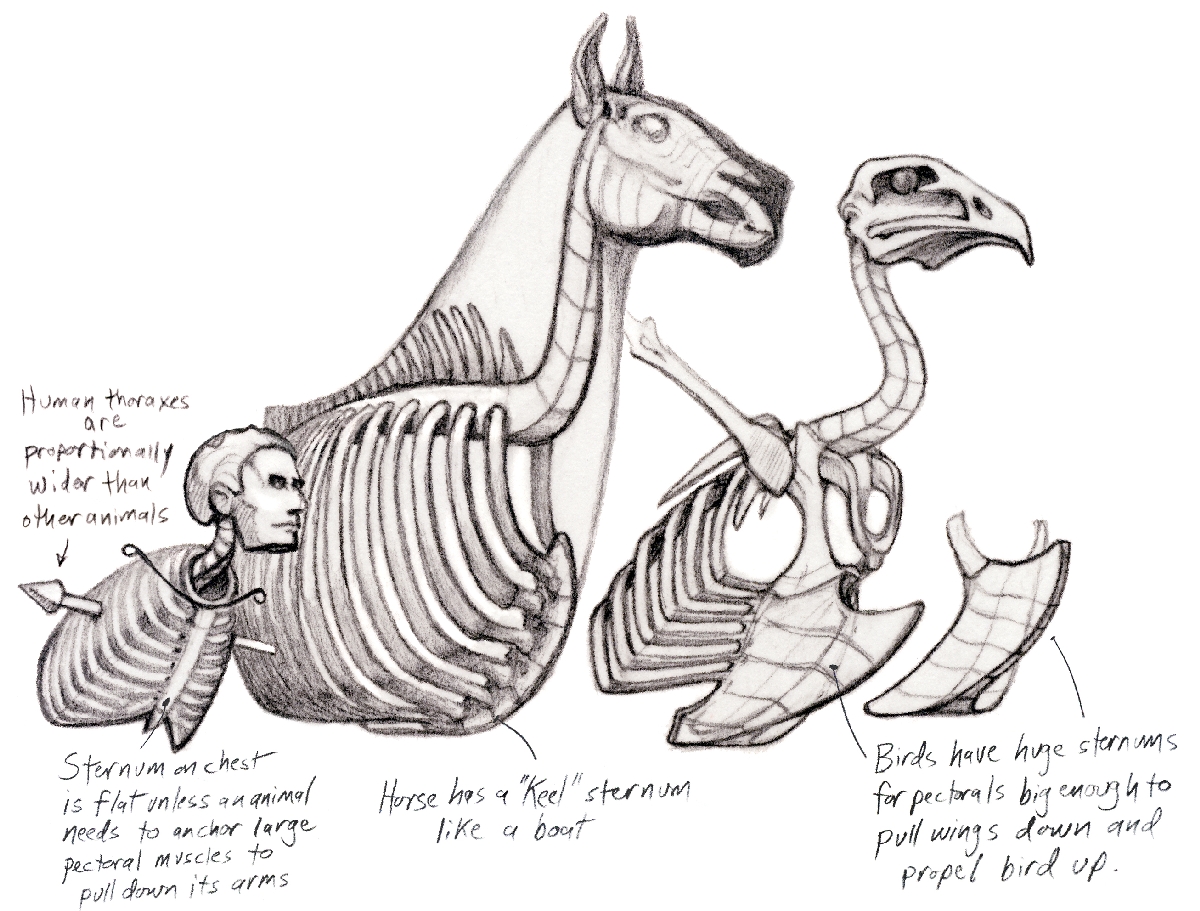 Human thoraxes
are
proportionally
wider than
other animals
Sternum on chest
is flat unless an animal
needs to anchor large
pectoral muscles to
pull down its arms
Horse has a "Keel" sternum
like a boat
Birds have huge sternums
for pectorals big enough to
pull wings down and
propel bird up.